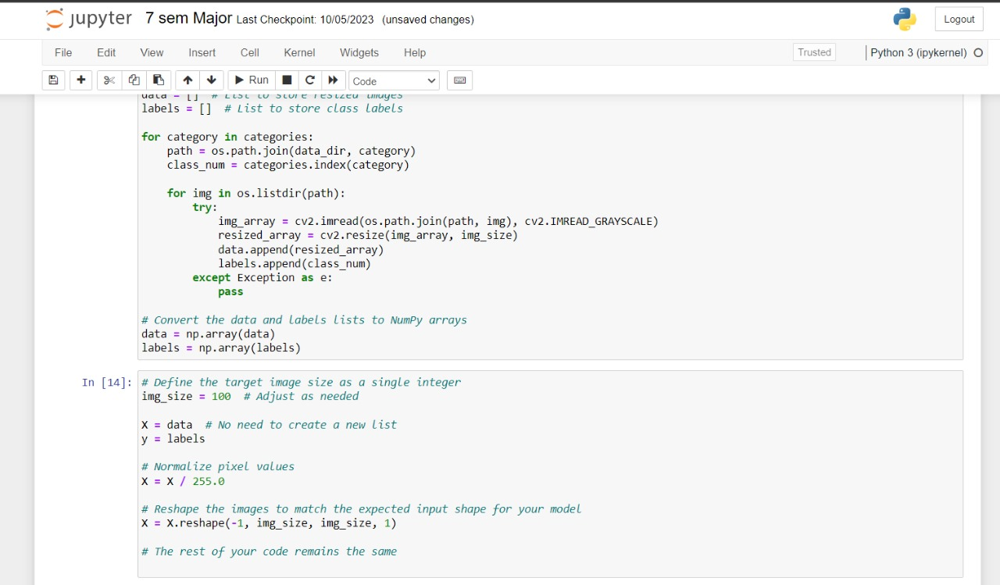 jupyter 7 sem Major Last Checkpoint: 10/05/2023 (unsaved changes) Logout
File Edit View Insert Cell Kernel Widgets Help Trusted Python 3 (ipykernel)
Run Code
data = [] # List to store resized images
labels = [] # List to store class labels
for category in categories:
    path = os.path.join(data_dir, category)
    class_num = categories.index(category)
    for img in os.listdir(path):
        try:
            img_array = cv2.imread(os.path.join(path, img), cv2.IMREAD_GRAYSCALE)
            resized_array = cv2.resize(img_array, img_size)
            data.append(resized_array)
            labels.append(class_num)
        except Exception as e:
            pass
# Convert the data and labels lists to NumPy arrays
data = np.array(data)
labels = np.array(labels)
In [14]: # Define the target image size as a single integer
img_size = 100 # Adjust as needed
X = data # No need to create a new list
y = labels
# Normalize pixel values
X = X / 255.0
# Reshape the images to match the expected input shape for your model
X = X.reshape(-1, img_size, img_size, 1)
# The rest of your code remains the same